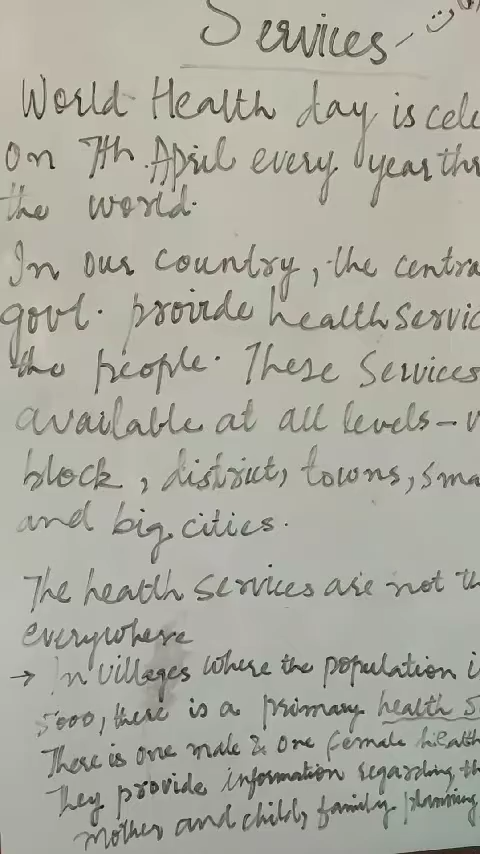 Services -
World Health day is cele
On 7th April every year thr
the world.
In our country, the centra
govt. provide health servic
the people. These Services
available at all levels - v
block, district, towns, sma
and big cities.
The health services are not th
everywhere
→ In villages where the population i
5000, there is a primary health s
There is one male & one female health
They provide information regarding th
mother and child, family planning